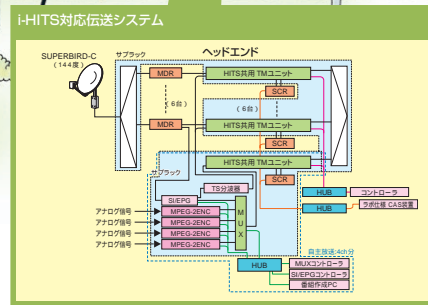 i-HITS対応伝送システム
SUPERBIRD-C
(144度)
サブラック
ヘッドエンド
MDR
HITS共用 TMユニット
SCR
(6台)
(6台)
MDR
HITS共用 TMユニット
SCR
HITS共用 TMユニット
サブラック
SCR
TS分波器
SI/EPG
HUB
コントローラ
アナログ信号
MPEG-2ENC
MUX
HUB
ラボ仕様 CAS装置
アナログ信号
MPEG-2ENC
アナログ信号
MPEG-2ENC
アナログ信号
MPEG-2ENC
自主放送:4ch分
HUB
MUXコントローラ
SI/EPGコントローラ
番組作成PC